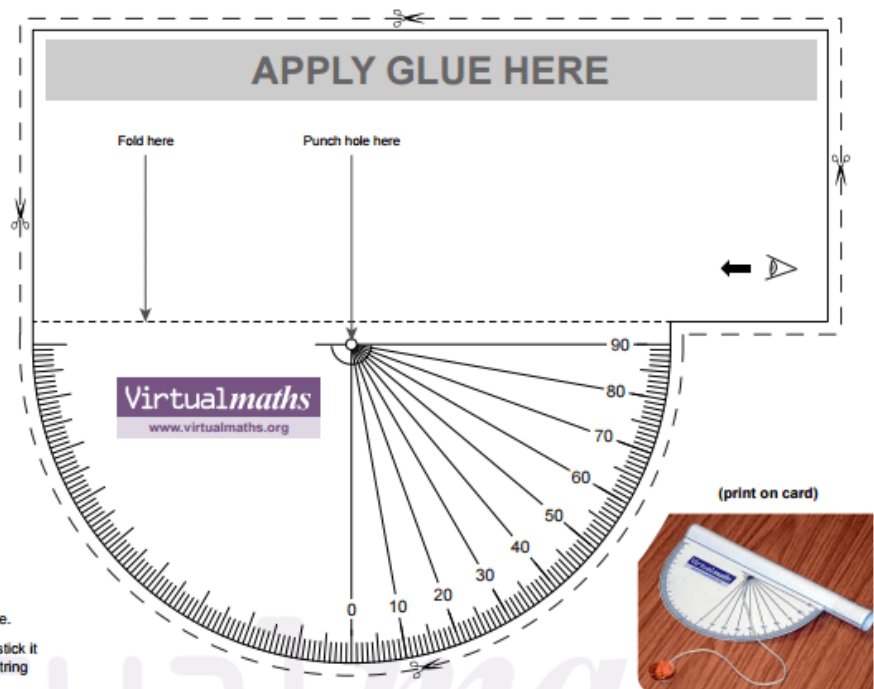 APPLY GLUE HERE
Fold here
Punch hole here
90
80
70
60
50
40
30
20
10
0
Virtualmaths
www.virtualmaths.org
(print on card)
Virtualmaths
e.
stick it
tring